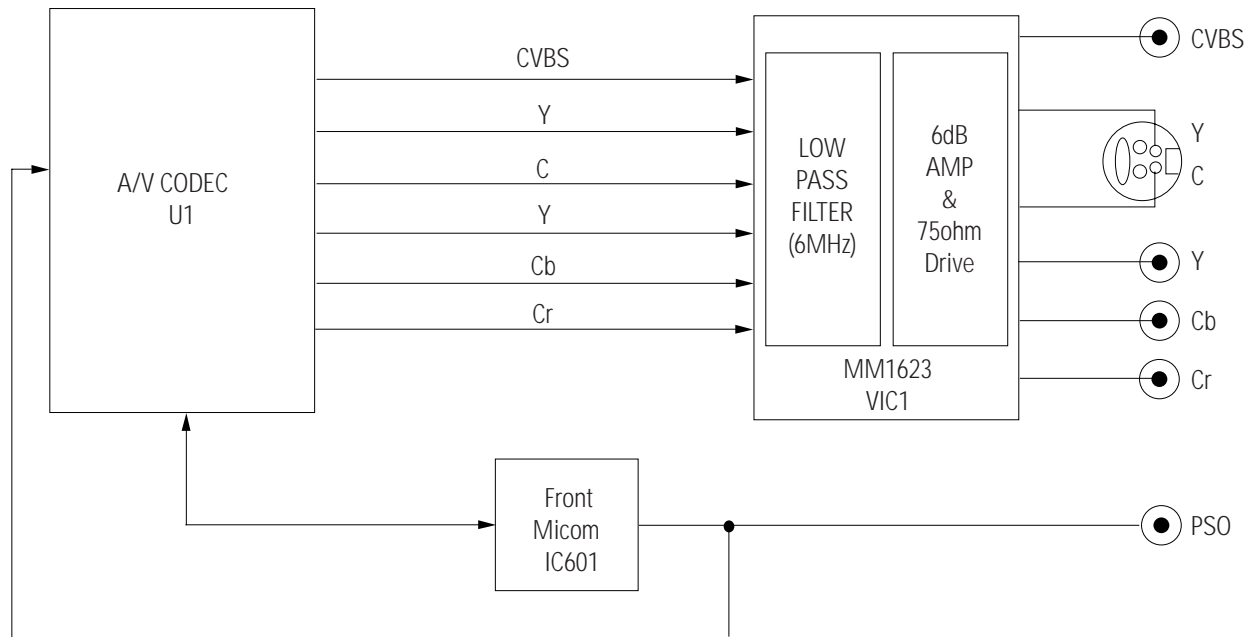 A/V CODEC
U1
CVBS
Y
C
Y
Cb
Cr
LOW
PASS
FILTER
(6MHz)
6dB
AMP
&
75ohm
Drive
MM1623
VIC1
CVBS
Y
C
Y
Cb
Cr
Front
Micom
IC601
PSO